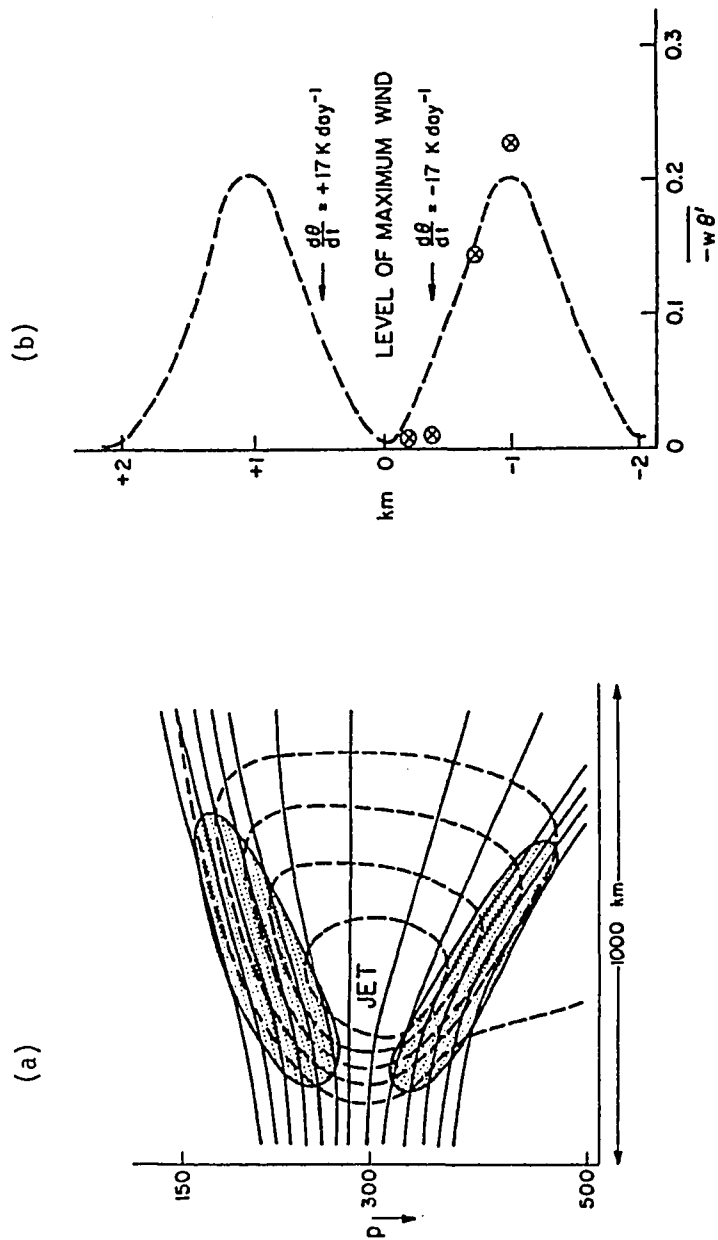 (a)
150
300
500
p
JET
1000 km
(b)
+2
+1
km 0
-1
-2
dθ/dt = +17 K day⁻¹
LEVEL OF MAXIMUM WIND
dθ/dt = -17 K day⁻¹
0
0.1
0.2
0.3
-w θ'